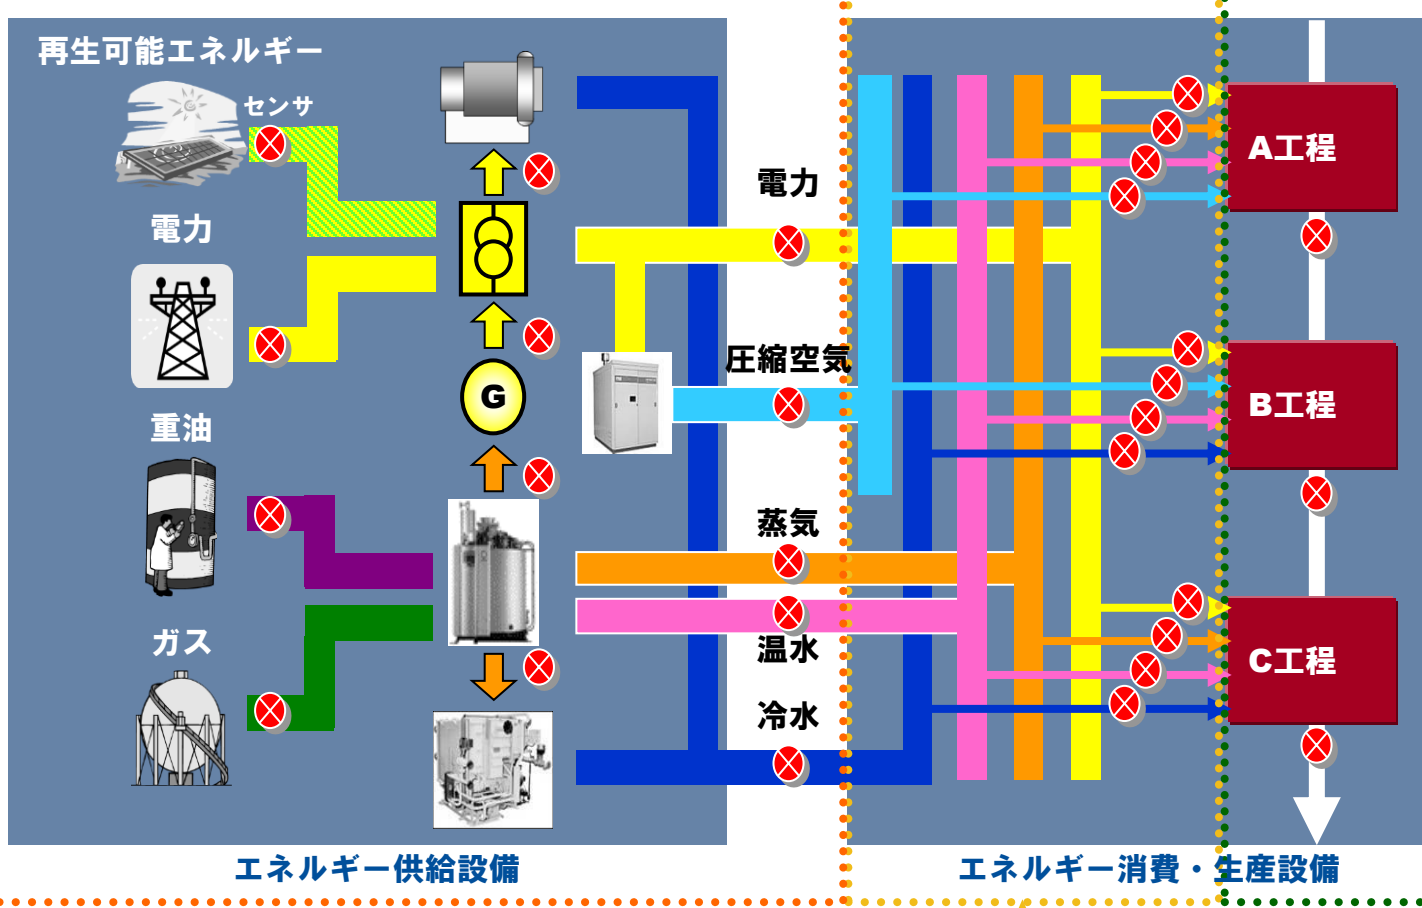 再生可能エネルギー
センサ
電力
重油
ガス
G
電力
圧縮空気
蒸気
温水
冷水
A工程
B工程
C工程
エネルギー供給設備
エネルギー消費・生産設備